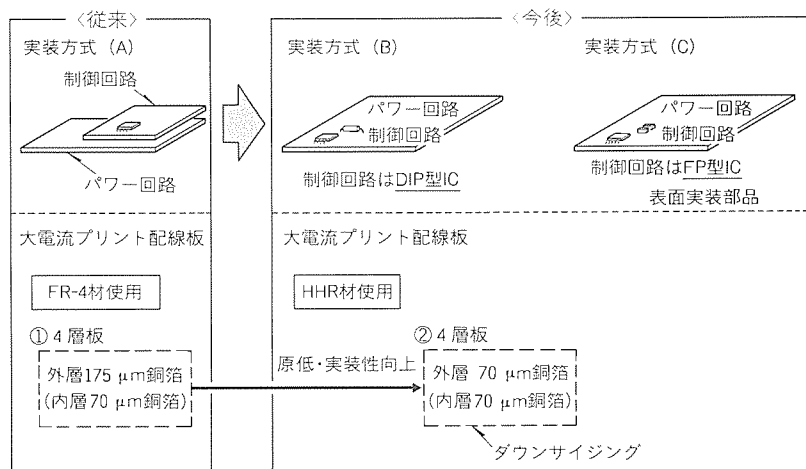 〈従来〉
実装方式（A）
制御回路
パワー回路
大電流プリント配線板
FR-4材使用
① 4 層板
外層175 μm銅箔
(内層70 μm銅箔)
〈今後〉
実装方式（B）
パワー回路
制御回路
制御回路はDIP型IC
実装方式（C）
パワー回路
制御回路
制御回路はFP型IC
表面実装部品
大電流プリント配線板
HHR材使用
原低・実装性向上
② 4 層板
外層 70 μm銅箔
(内層70 μm銅箔)
ダウンサイジング